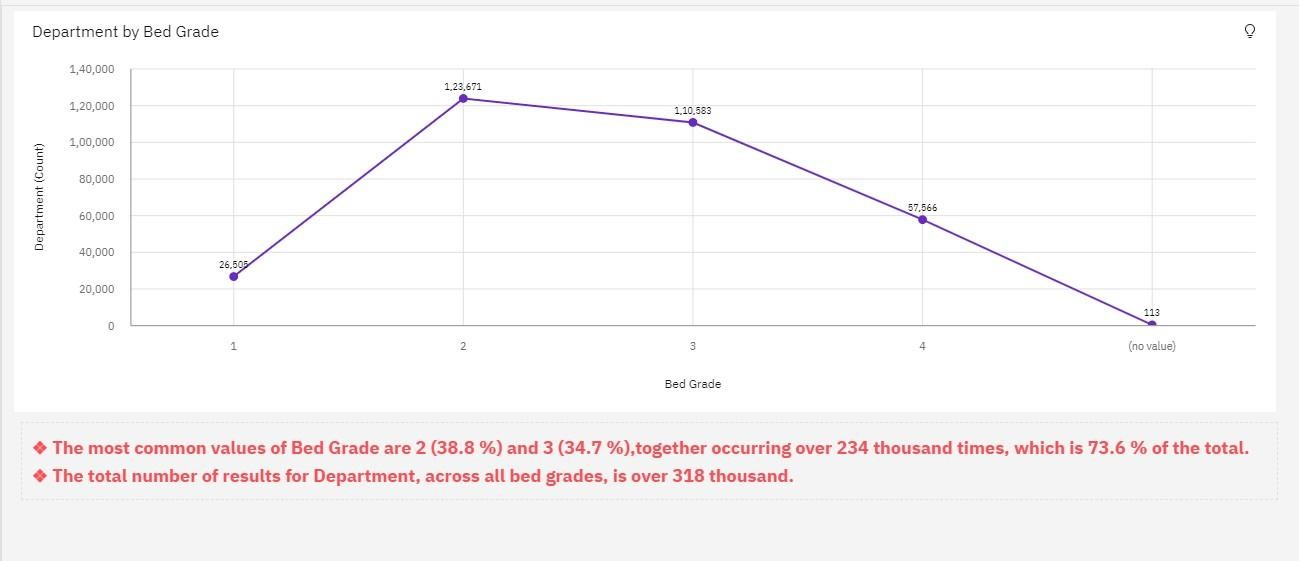 Department by Bed Grade
1,40,000
1,20,000
1,00,000
80,000
60,000
40,000
20,000
0
Department (Count)
26,505
1,23,671
1,10,583
57,566
113
1
2
3
4
(no value)
Bed Grade
❖ The most common values of Bed Grade are 2 (38.8 %) and 3 (34.7 %),together occurring over 234 thousand times, which is 73.6 % of the total.
❖ The total number of results for Department, across all bed grades, is over 318 thousand.